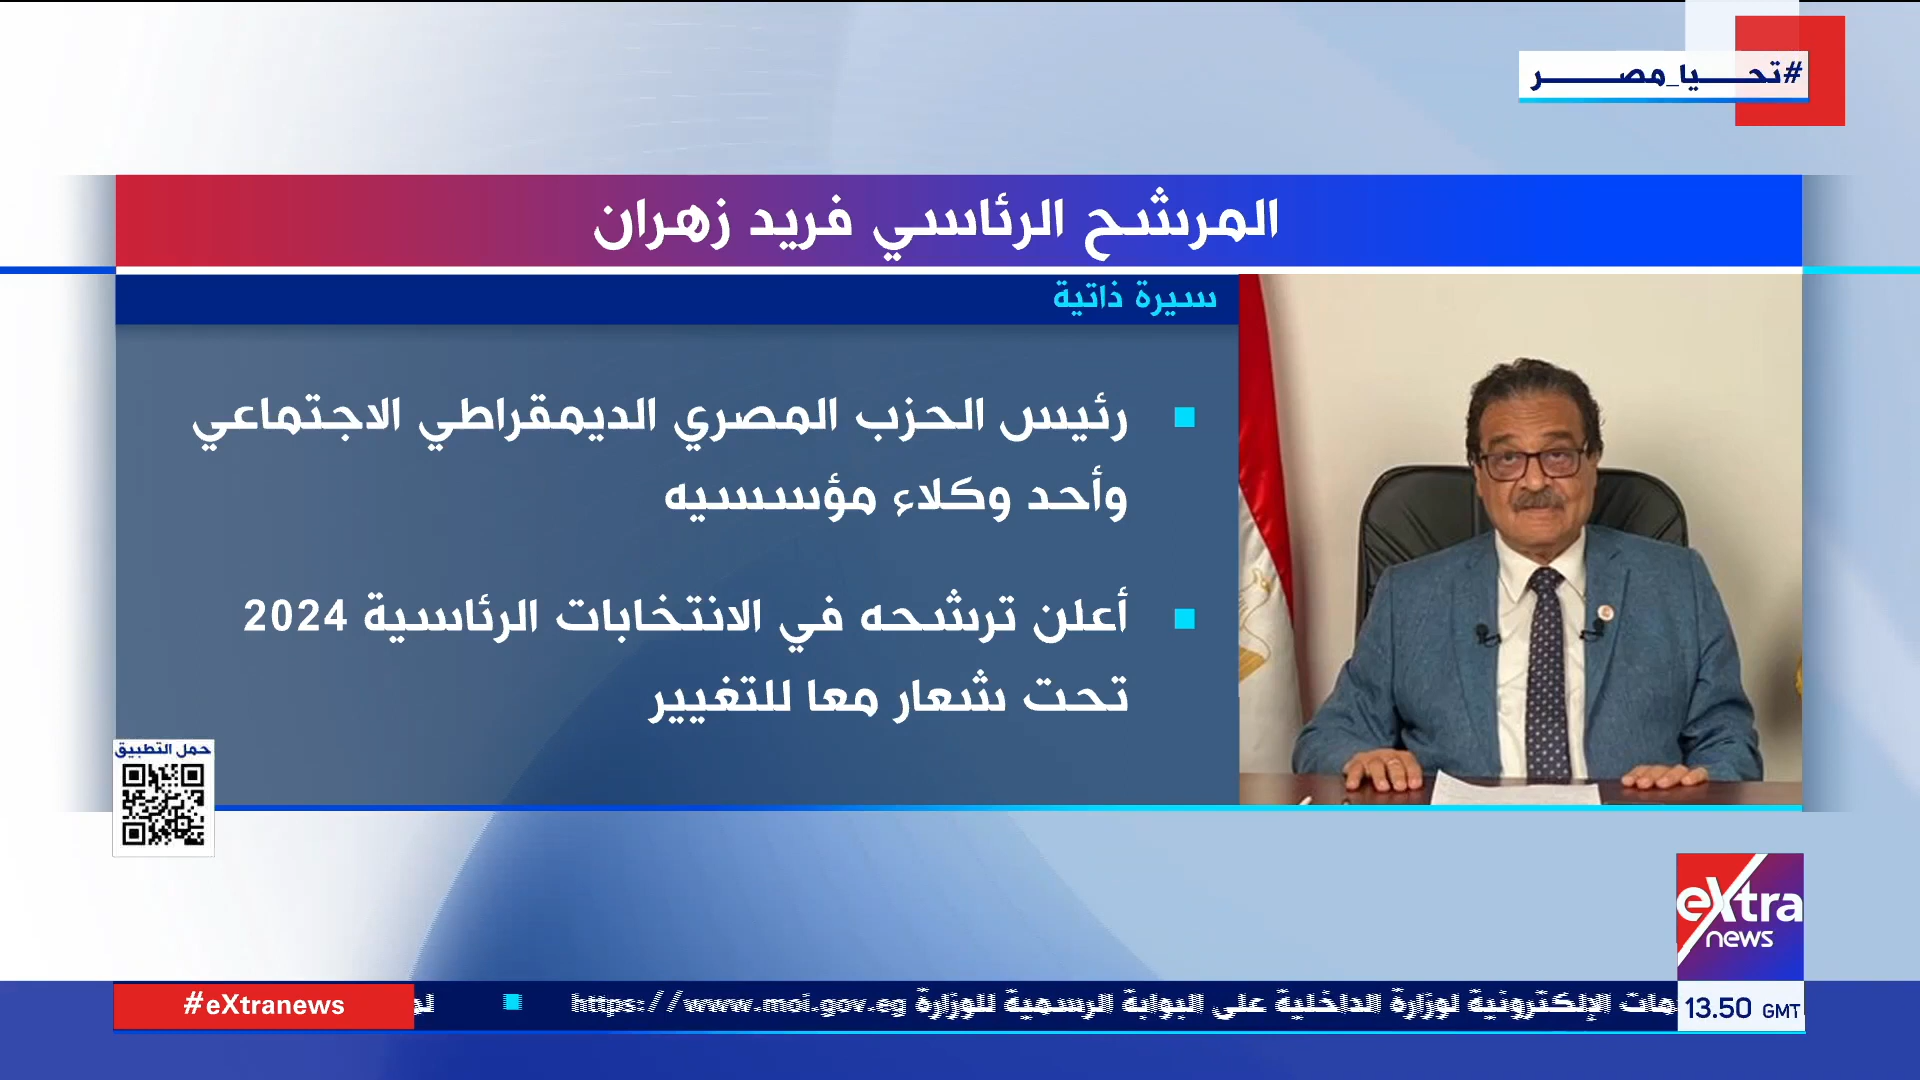 #تحـــيا_مصـــــر
المرشح الرئاسي فريد زهران
سيرة ذاتية
رئيس الحزب المصري الديمقراطي الاجتماعي
وأحد وكلاء مؤسسيه
أعلن ترشحه في الانتخابات الرئاسية 2024
تحت شعار معا للتغيير
حمل التطبيق
eXtra
news
#eXtranews
الإلكترونية لوزارة الداخلية على البوابة الرسمية للوزارة https://www.moi.gov.eg
13.50 GMT